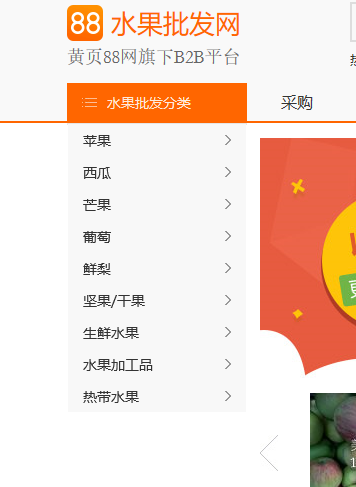 88 水果批发网
黄页88网旗下B2B平台
水果批发分类
采购
苹果
西瓜
芒果
葡萄
鲜梨
坚果/干果
生鲜水果
水果加工品
热带水果